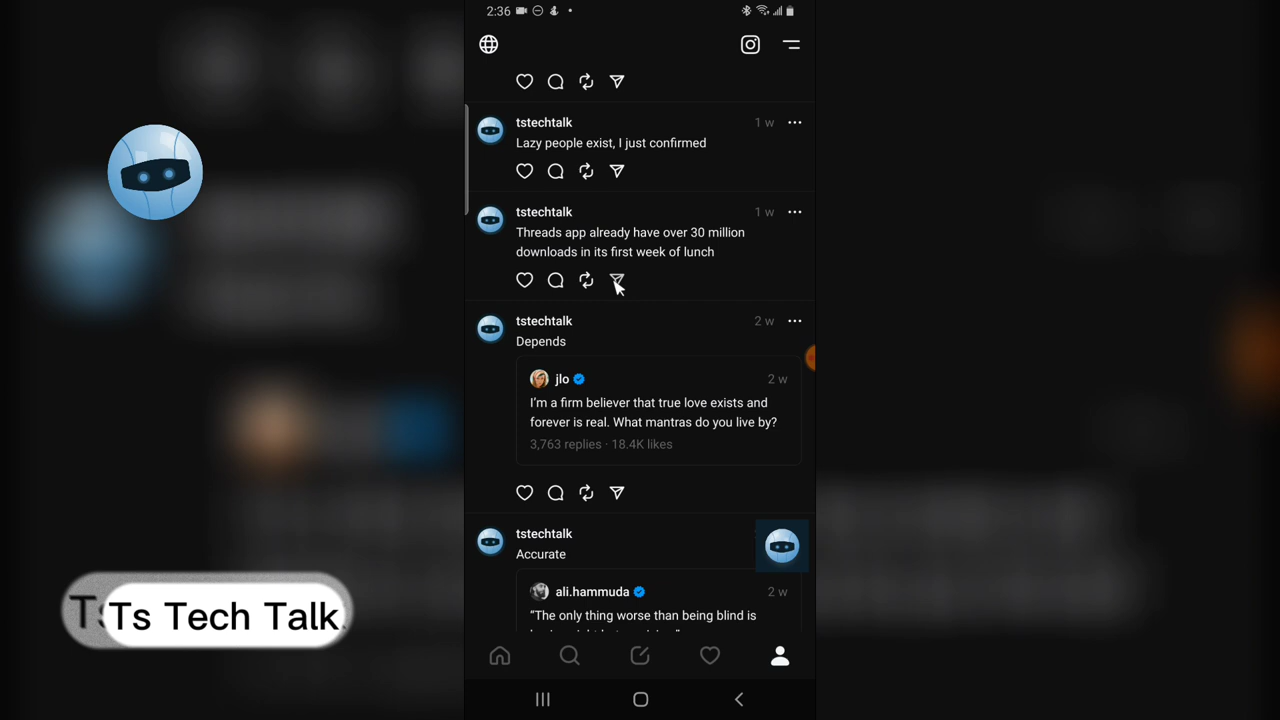 2:36
tstechtalk 1 w
Lazy people exist, I just confirmed
tstechtalk 1 w
Threads app already have over 30 million
downloads in its first week of lunch
tstechtalk 2 w
Depends
jlo 2 w
I'm a firm believer that true love exists and
forever is real. What mantras do you live by?
3,763 replies · 18.4K likes
tstechtalk
Accurate
ali.hammuda 2 w
“The only thing worse than being blind is
Ts Tech Talk